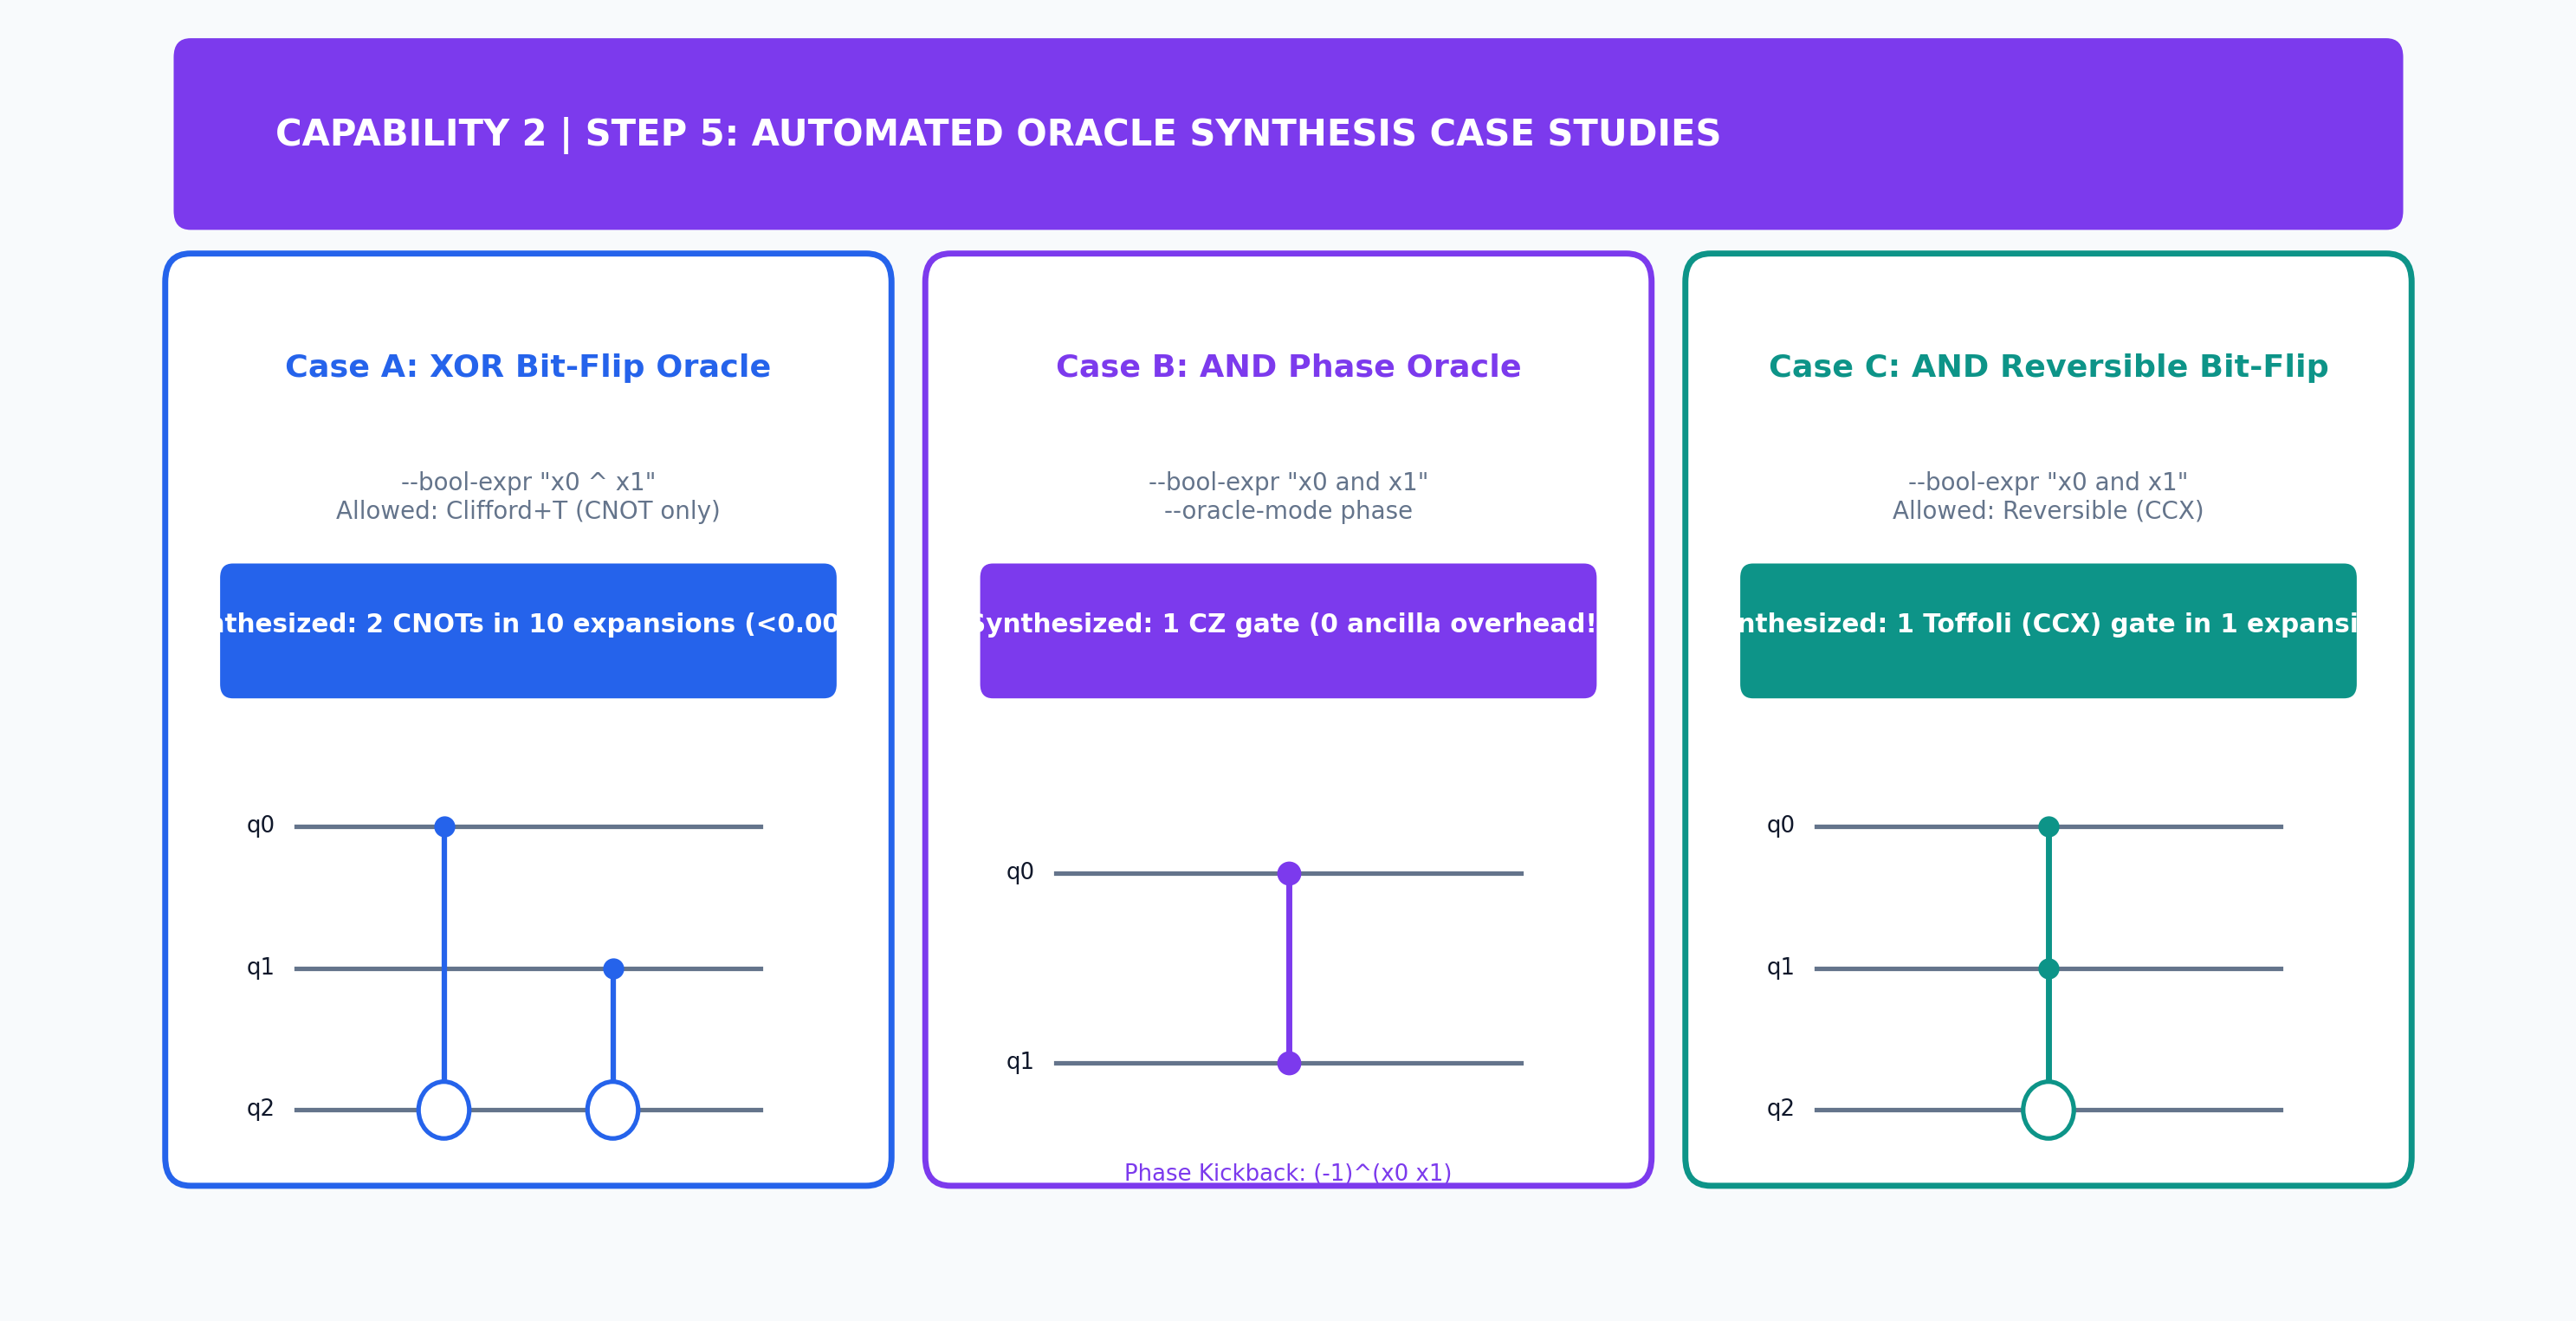 CAPABILITY 2 | STEP 5: AUTOMATED ORACLE SYNTHESIS CASE STUDIES
Case A: XOR Bit-Flip Oracle
--bool-expr "x0 ^ x1"
Allowed: Clifford+T (CNOT only)
nthesized: 2 CNOTs in 10 expansions (<0.00
q0
q1
q2
Case B: AND Phase Oracle
--bool-expr "x0 and x1"
--oracle-mode phase
Synthesized: 1 CZ gate (0 ancilla overhead!
q0
q1
Phase Kickback: (-1)^(x0 x1)
Case C: AND Reversible Bit-Flip
--bool-expr "x0 and x1"
Allowed: Reversible (CCX)
nthesized: 1 Toffoli (CCX) gate in 1 expansi
q0
q1
q2